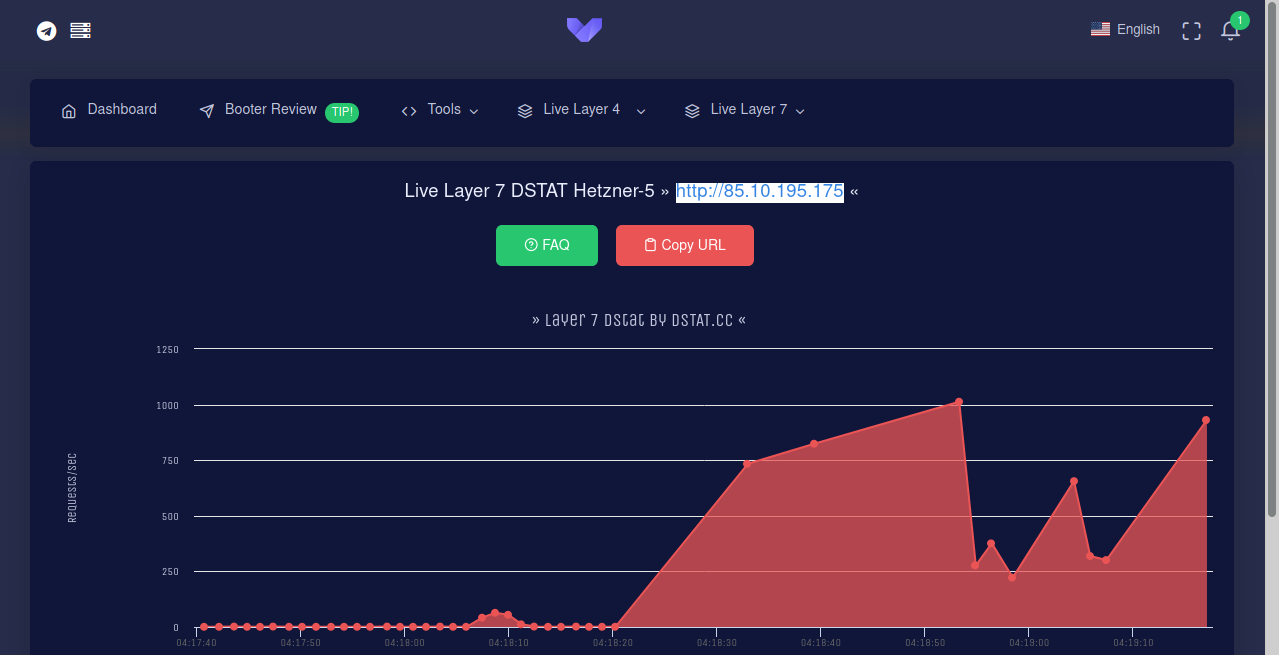 English 1
Dashboard Booter Review TIP! Tools Live Layer 4 Live Layer 7
Live Layer 7 DSTAT Hetzner-5 » http://85.10.195.175 «
FAQ Copy URL
» Layer 7 Dstat BY DSTAT.CC «
1250
1000
750
500
250
0
Requests/sec
04:17:40 04:17:50 04:18:00 04:18:10 04:18:20 04:18:30 04:18:40 04:18:50 04:19:00 04:19:10